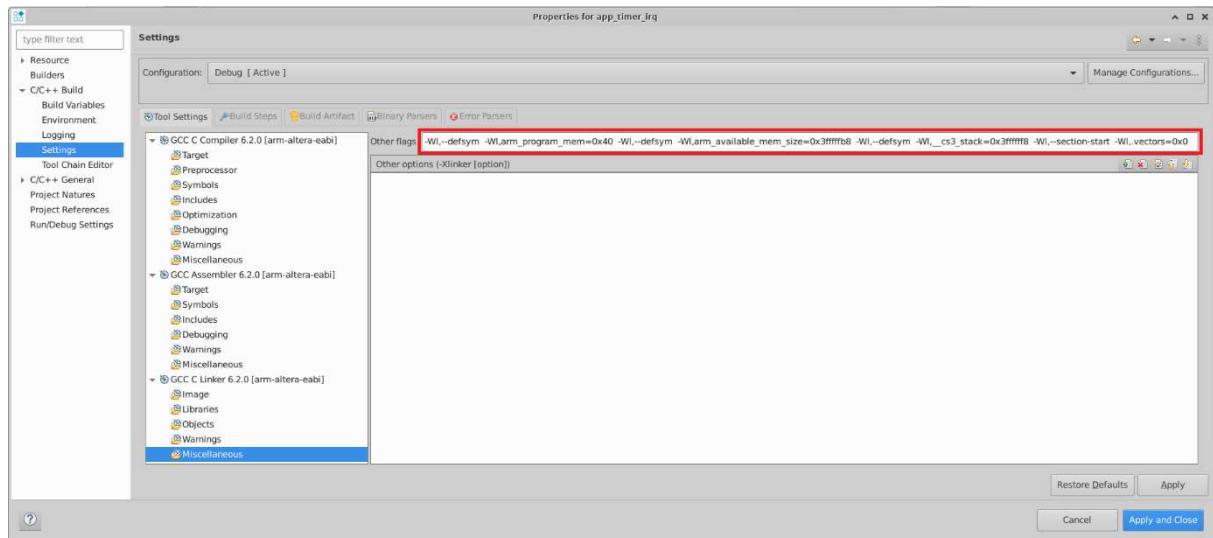 Properties for app_timer_irq
type filter text
Settings
Resource
Builders
C/C++ Build
Build Variables
Environment
Logging
Settings
Tool Chain Editor
C/C++ General
Project Natures
Project References
Run/Debug Settings
Configuration: Debug [ Active ]
Manage Configurations...
Tool Settings Build Steps Build Artifact Binary Parsers Error Parsers
GCC C Compiler 6.2.0 [arm-altera-eabi]
Target
Preprocessor
Symbols
Includes
Optimization
Debugging
Warnings
Miscellaneous
GCC Assembler 6.2.0 [arm-altera-eabi]
Target
Symbols
Includes
Debugging
Warnings
Miscellaneous
GCC C Linker 6.2.0 [arm-altera-eabi]
Image
Libraries
Objects
Warnings
Miscellaneous
Other flags -Wl,--defsym -Wl,arm_program_mem=0x40 -Wl,--defsym -Wl,arm_available_mem_size=0x3fffffb8 -Wl,--defsym -Wl,__cs3_stack=0x3ffffff8 -Wl,--section-start -Wl,.vectors=0x0
Other options (-Xlinker [option])
Restore Defaults
Apply
?
Cancel
Apply and Close